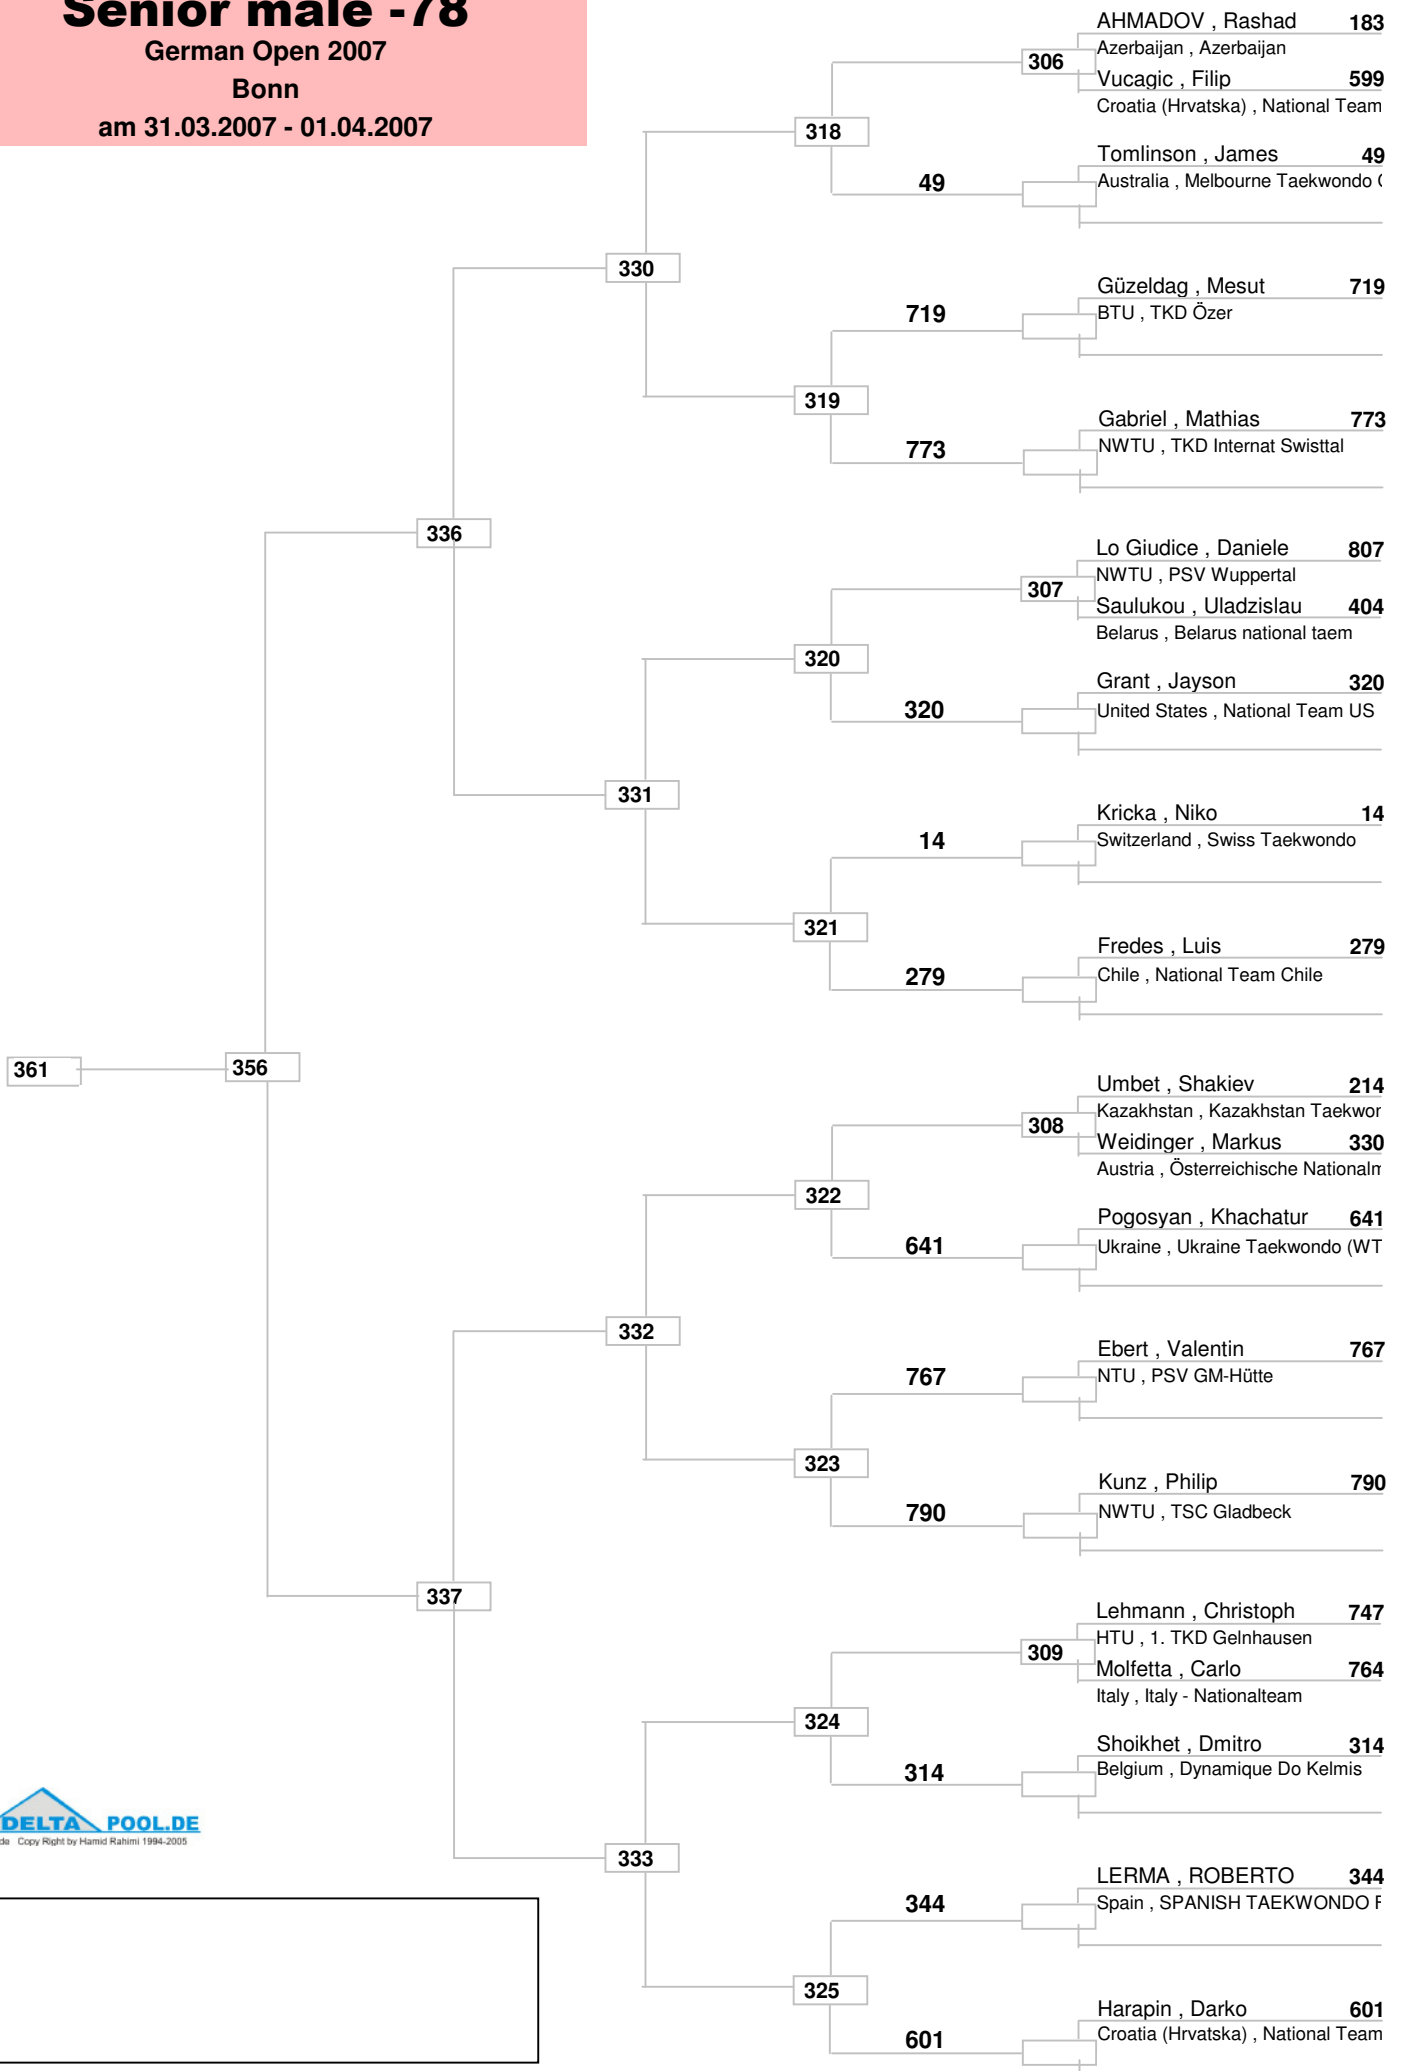 Senior male -78
German Open 2007
Bonn
am 31.03.2007 - 01.04.2007
AHMADOV , Rashad 183
Azerbaijan , Azerbaijan
306
Vucagic , Filip 599
Croatia (Hrvatska) , National Team
318
Tomlinson , James 49
Australia , Melbourne Taekwondo
49
330
Güzeldag , Mesut 719
BTU , TKD Özer
719
319
Gabriel , Mathias 773
NWTU , TKD Internat Swisttal
773
336
Lo Giudice , Daniele 807
NWTU , PSV Wuppertal
307
Saulukou , Uladzislau 404
Belarus , Belarus national taem
320
Grant , Jayson 320
United States , National Team US
320
331
Kricka , Niko 14
Switzerland , Swiss Taekwondo
14
321
Fredes , Luis 279
Chile , National Team Chile
279
361
356
Umbet , Shakiev 214
Kazakhstan , Kazakhstan Taekwor
308
Weidinger , Markus 330
Austria , Österreichische Nationalm
322
Pogosyan , Khachatur 641
Ukraine , Ukraine Taekwondo (WT
641
332
Ebert , Valentin 767
NTU , PSV GM-Hütte
767
323
Kunz , Philip 790
NWTU , TSC Gladbeck
790
337
Lehmann , Christoph 747
HTU , 1. TKD Gelnhausen
309
Molfetta , Carlo 764
Italy , Italy - Nationalteam
324
Shoikhet , Dmitro 314
Belgium , Dynamique Do Kelmis
314
DELTA POOL.DE
de Copy Right by Hamid Rahimi 1994-2005
333
LERMA , ROBERTO 344
Spain , SPANISH TAEKWONDO F
344
325
Harapin , Darko 601
Croatia (Hrvatska) , National Team
601